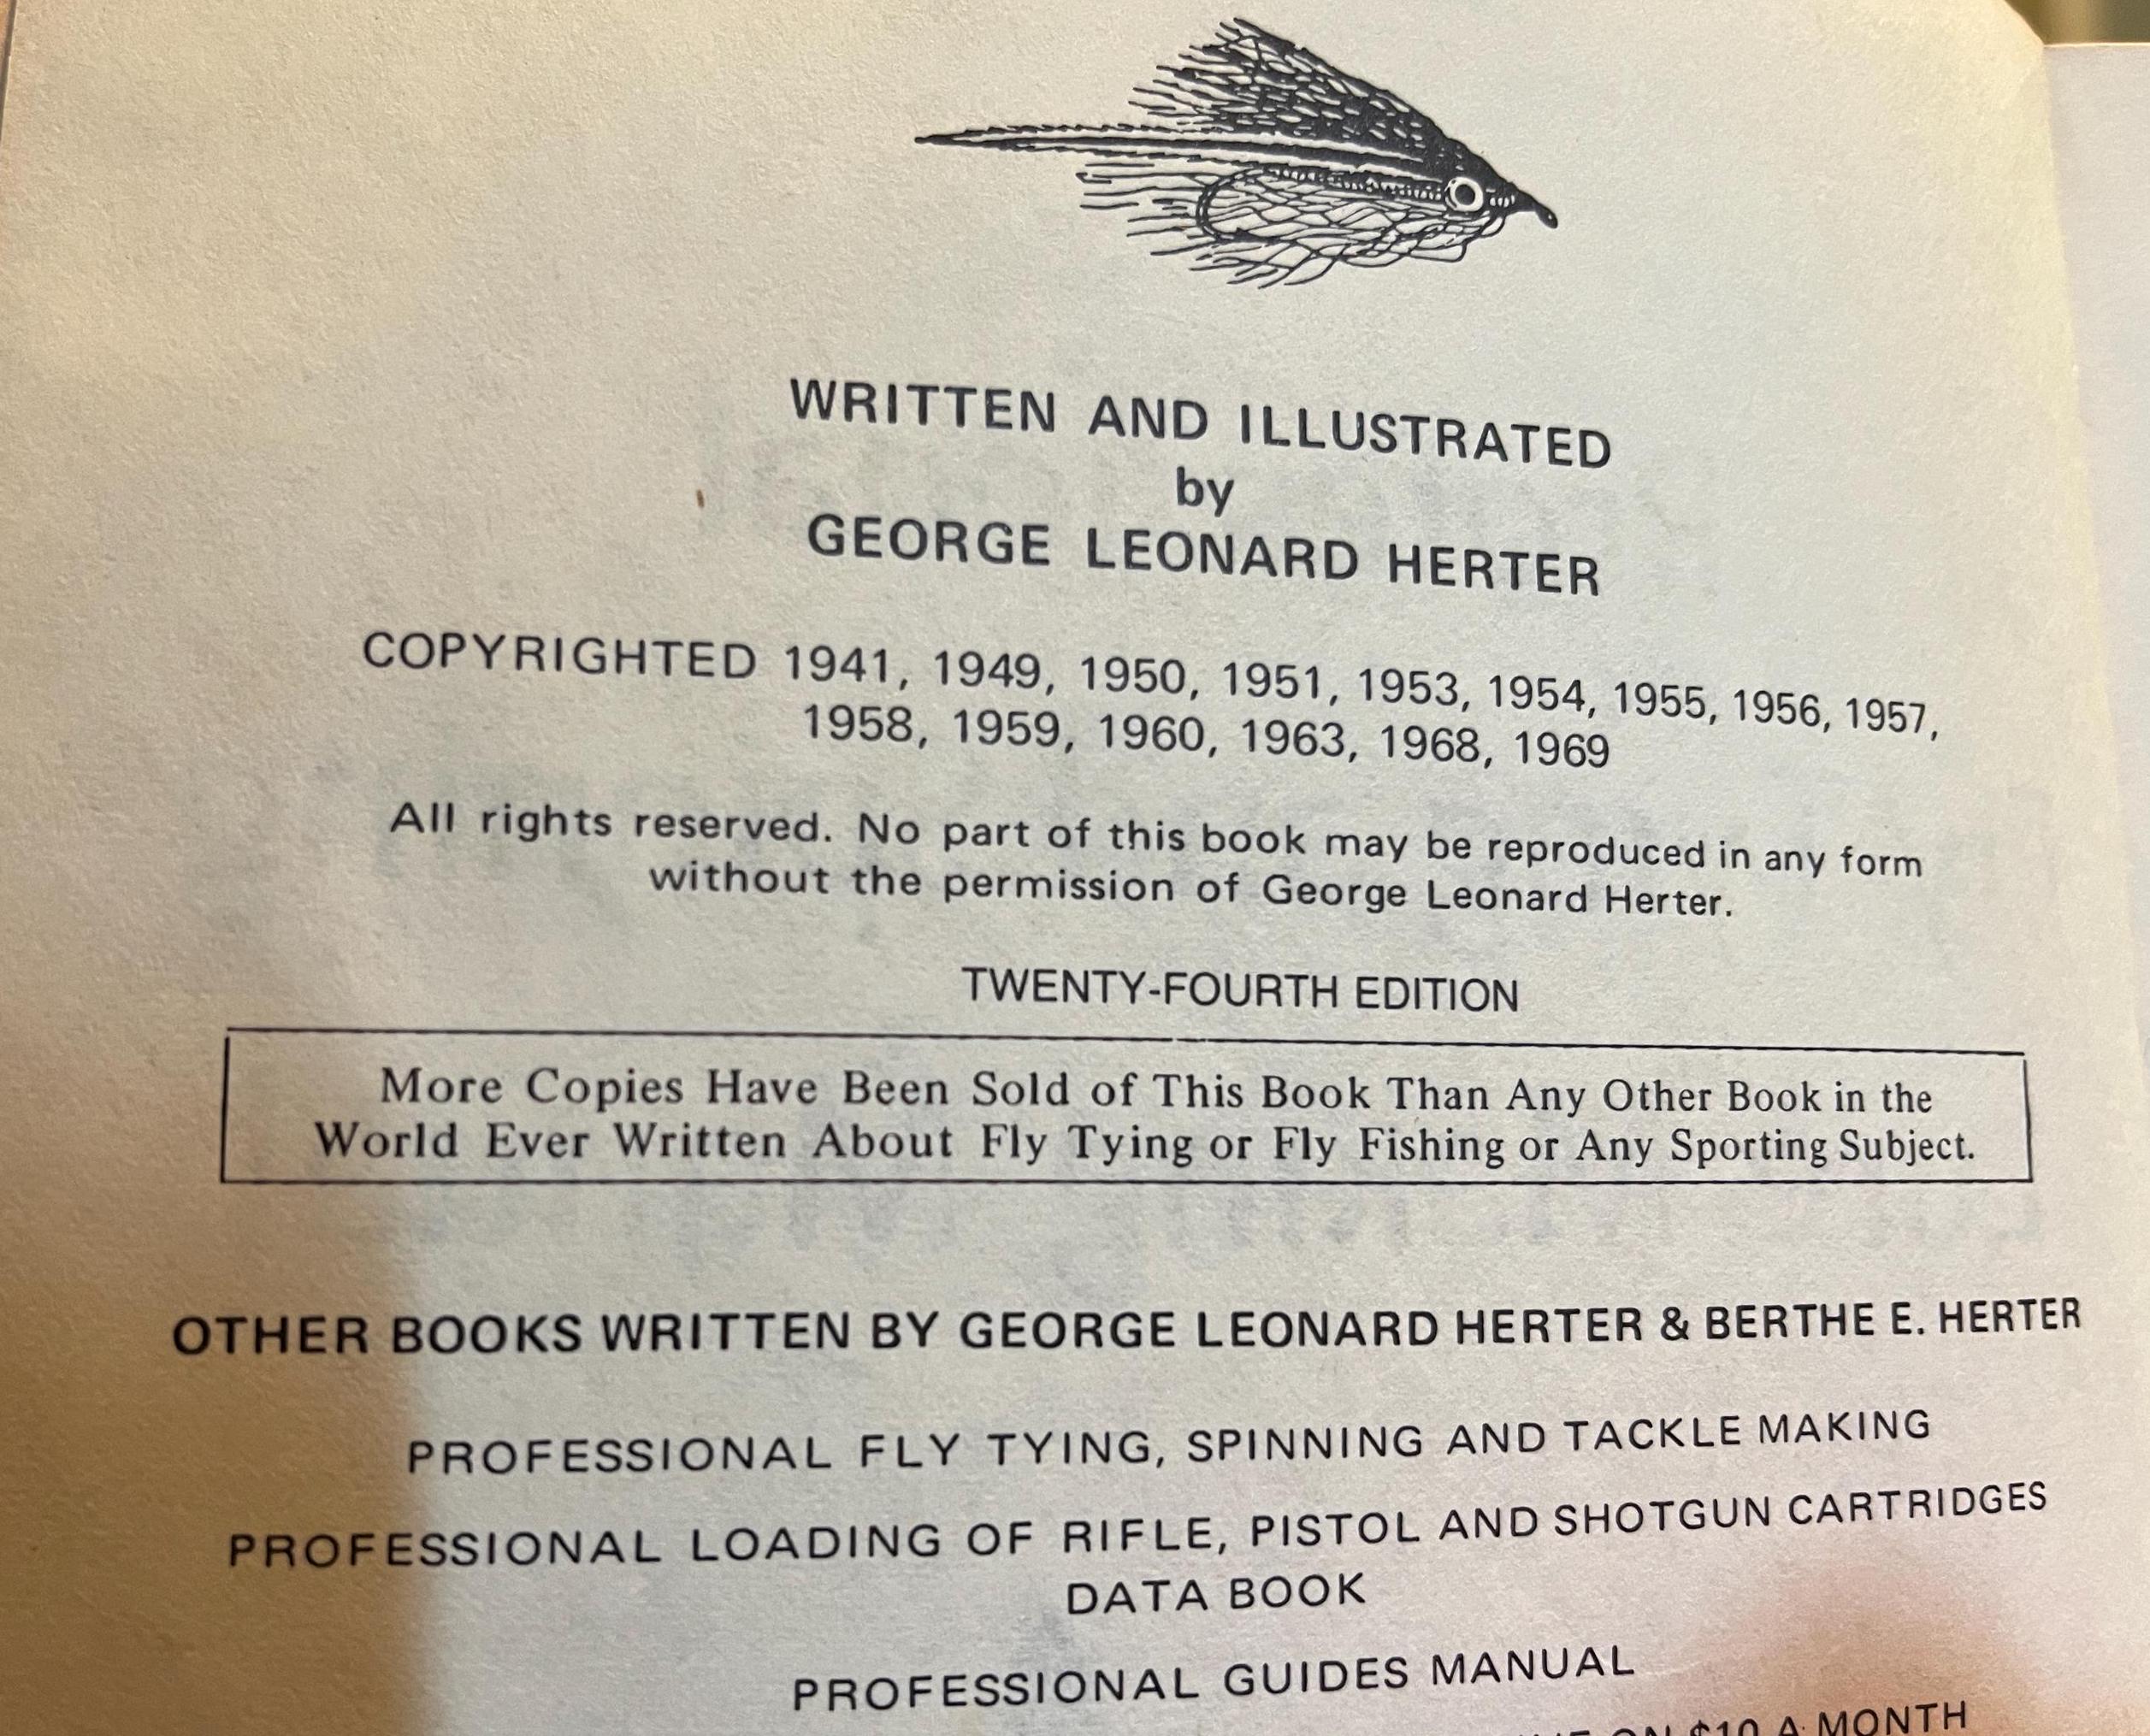 WRITTEN AND ILLUSTRATED
by
GEORGE LEONARD HERTER
COPYRIGHTED 1941, 1949, 1950, 1951, 1953, 1954, 1955, 1956, 1957,
1958, 1959, 1960, 1963, 1968, 1969
All rights reserved. No part of this book may be reproduced in any form
without the permission of George Leonard Herter.
TWENTY-FOURTH EDITION
More Copies Have Been Sold of This Book Than Any Other Book in the
World Ever Written About Fly Tying or Fly Fishing or Any Sporting Subject.
OTHER BOOKS WRITTEN BY GEORGE LEONARD HERTER & BERTHE E. HERTER
PROFESSIONAL FLY TYING, SPINNING AND TACKLE MAKING
PROFESSIONAL LOADING OF RIFLE, PISTOL AND SHOTGUN CARTRIDGES
DATA BOOK
PROFESSIONAL GUIDES MANUAL
ON $10 A MONTH